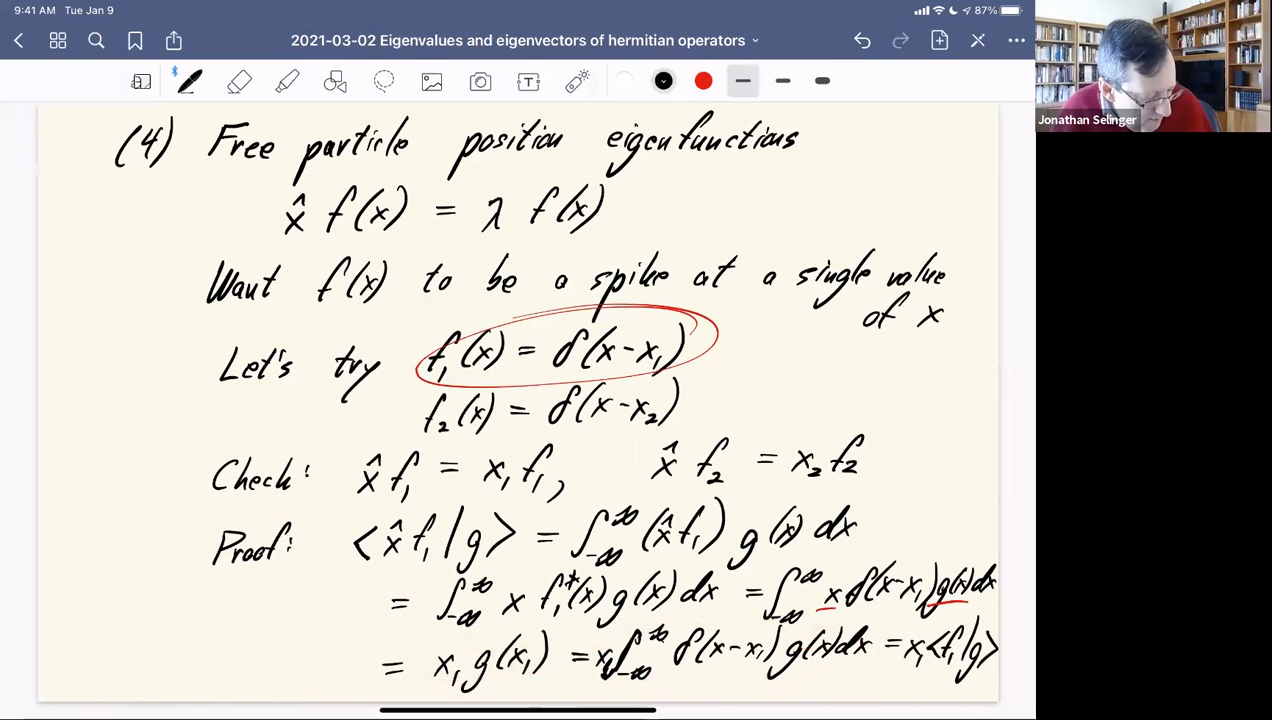 9:41 AM Tue Jan 9
87%
2021-03-02 Eigenvalues and eigenvectors of hermitian operators
Jonathan Selinger
(4) Free particle position eigenfunctions
x̂ f(x) = λ f(x)
Want f(x) to be a spike at a single value
of x
Let's try f₁(x) = δ(x-x₁)
f₂(x) = δ(x-x₂)
Check: x̂ f₁ = x₁ f₁, x̂ f₂ = x₂ f₂
Proof: <x̂ f₁|g> = ∫_-∞^∞ (x̂ f₁) g(x) dx
= ∫_-∞^∞ x f₁*(x) g(x) dx = ∫_-∞^∞ x δ(x-x₁) g(x) dx
= x₁ g(x₁) = x₁ ∫_-∞^∞ δ(x-x₁) g(x) dx = x₁ <f₁|g>